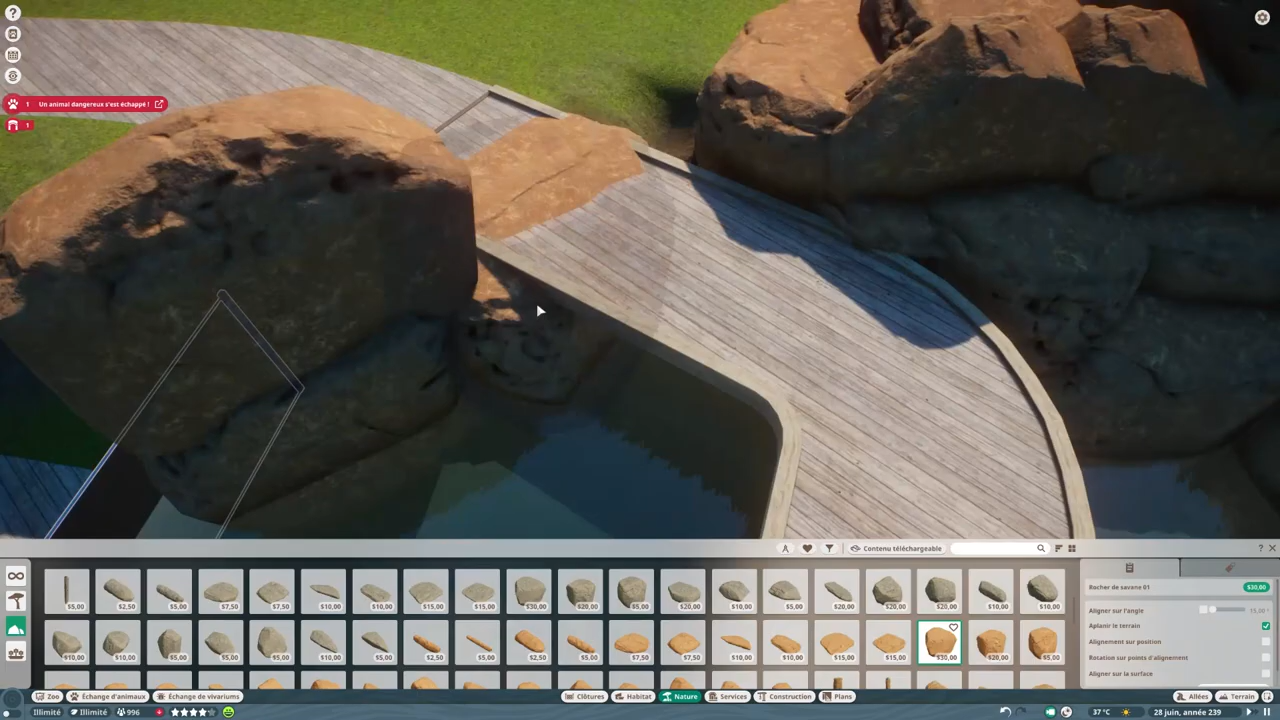 ?
1 Un animal dangereux s'est échappé !
1
Contenu téléchargeable
? ×
$5,00 $2,50 $5,00 $7,50 $7,50 $10,00 $10,00 $15,00 $15,00 $30,00 $20,00 $5,00 $20,00 $10,00 $5,00 $10,00 $20,00 $20,00 $10,00 $10,00
Rocher de savane 01 $30,00
Aligner sur l'angle
Aplanir le terrain
Alignement sur position
Rotation sur points d'alignement
Aligner sur la surface
$10,00 $10,00 $5,00 $5,00 $5,00 $10,00 $5,00 $2,50 $2,50 $5,00 $5,00 $7,50 $7,50 $10,00 $10,00 $15,00 $15,00 $30,00 $20,00 $5,00
Zoo Échange d'animaux Échange de vivariums Clôtures Habitat Nature Services Construction Plans Allées Terrain
Illimité Illimité 996 37 °C 28 juin, année 239